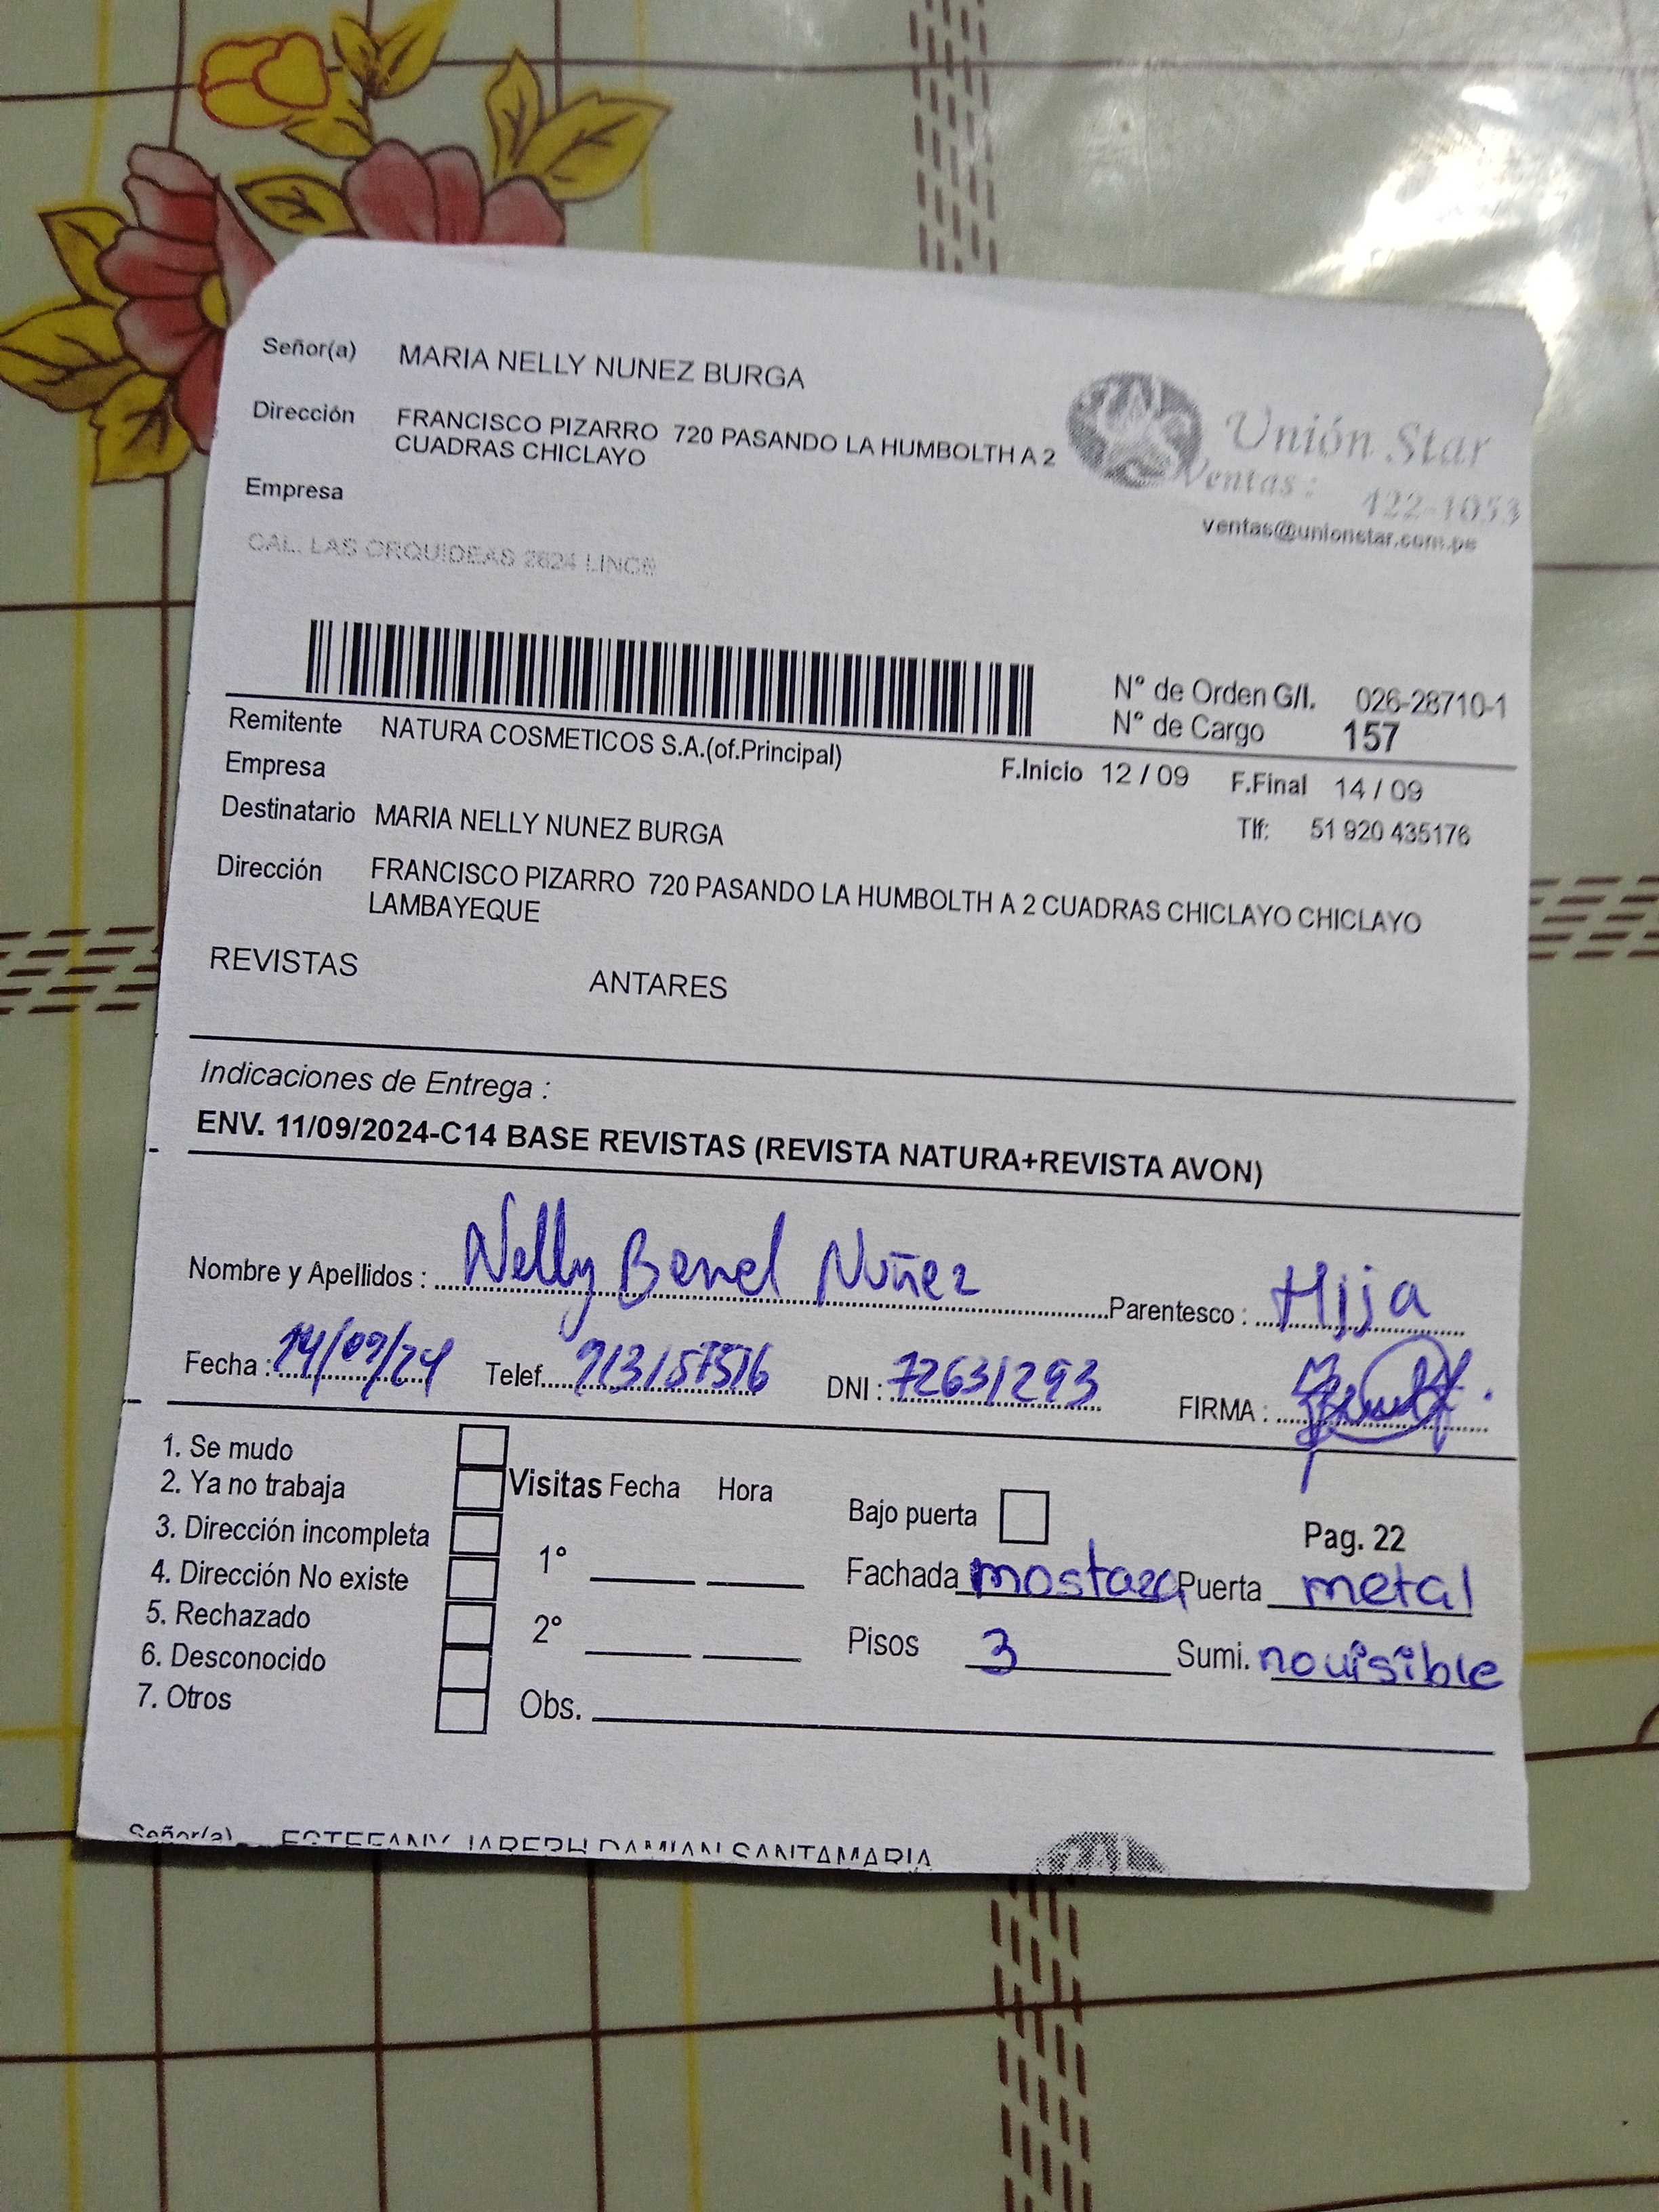 Señor(a) MARIA NELLY NUNEZ BURGA
Dirección FRANCISCO PIZARRO 720 PASANDO LA HUMBOLTH A 2
CUADRAS CHICLAYO
Empresa
Unión Star
Ventas: 422-1053
ventas@unionstar.com.pe
CAL. LAS ORQUIDEAS 2624 LINCE
N° de Orden G/I. 026-28710-1
N° de Cargo 157
Remitente NATURA COSMETICOS S.A.(of.Principal)
Empresa
F.Inicio 12 / 09 F.Final 14 / 09
Destinatario MARIA NELLY NUNEZ BURGA
Tlf: 51 920 435176
Dirección FRANCISCO PIZARRO 720 PASANDO LA HUMBOLTH A 2 CUADRAS CHICLAYO CHICLAYO
LAMBAYEQUE
REVISTAS ANTARES
Indicaciones de Entrega :
ENV. 11/09/2024-C14 BASE REVISTAS (REVISTA NATURA+REVISTA AVON)
Nombre y Apellidos : Nelly Benel Nuñez Parentesco : Hija
Fecha : 14/09/24 Telef. 913157516 DNI : 72631293 FIRMA :
1. Se mudo
2. Ya no trabaja
3. Dirección incompleta
4. Dirección No existe
5. Rechazado
6. Desconocido
7. Otros
Visitas Fecha Hora
1°
2°
Obs.
Bajo puerta
Pag. 22
Fachada mostaza Puerta metal
Pisos 3 Sumi. no visible
Señor(a) ESTEFANY JAREPH DAMIAN SANTAMARIA